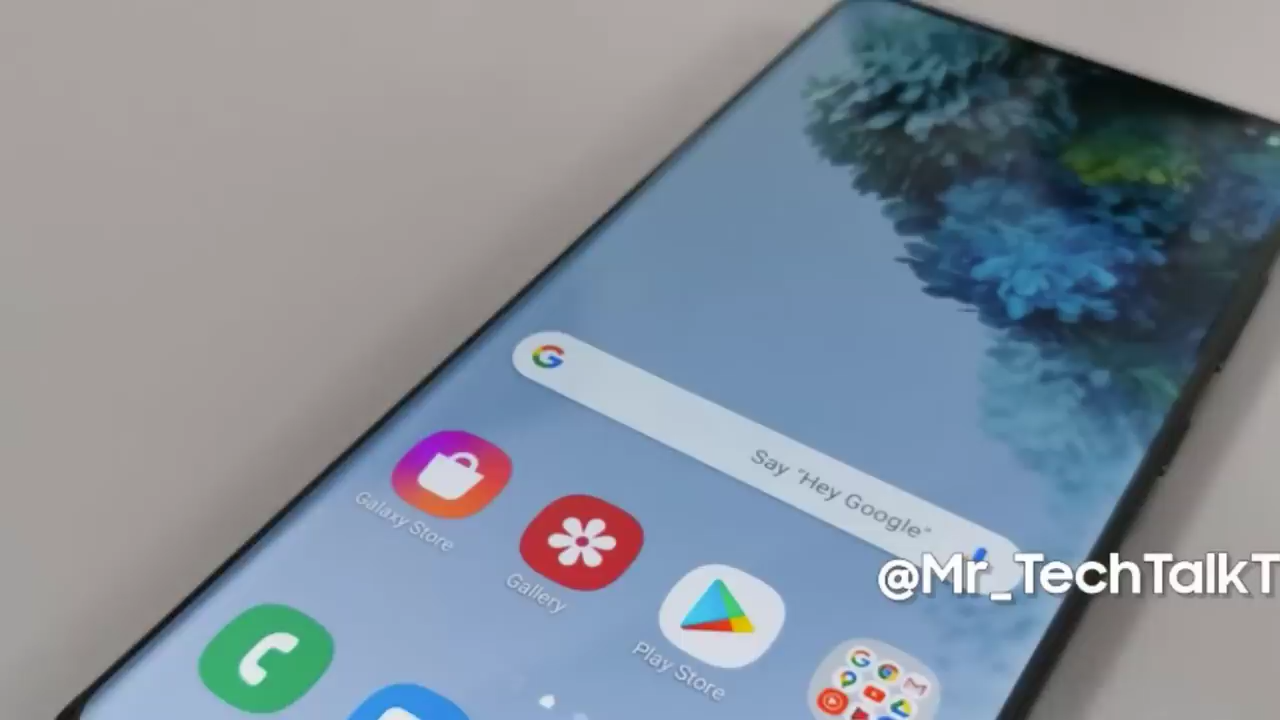 Say "Hey Google"
Galaxy Store
Gallery
Play Store
@Mr_TechTalkT